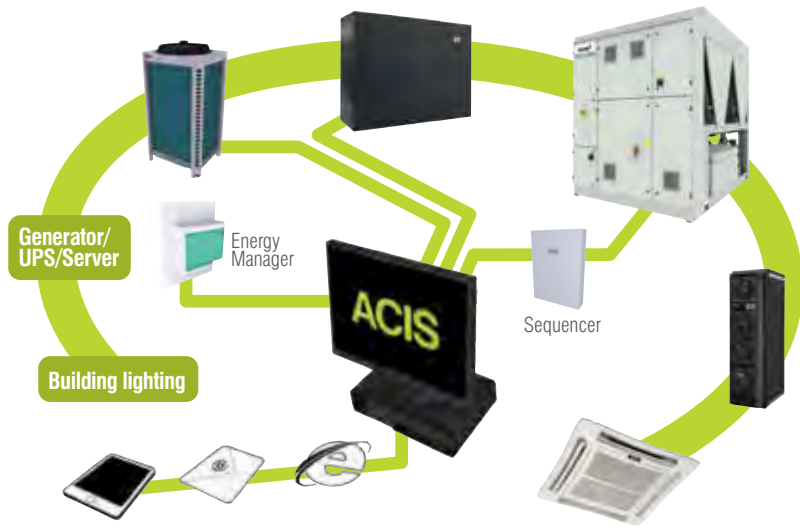 Generator/
UPS/Server
Energy
Manager
ACIS
Sequencer
Building lighting